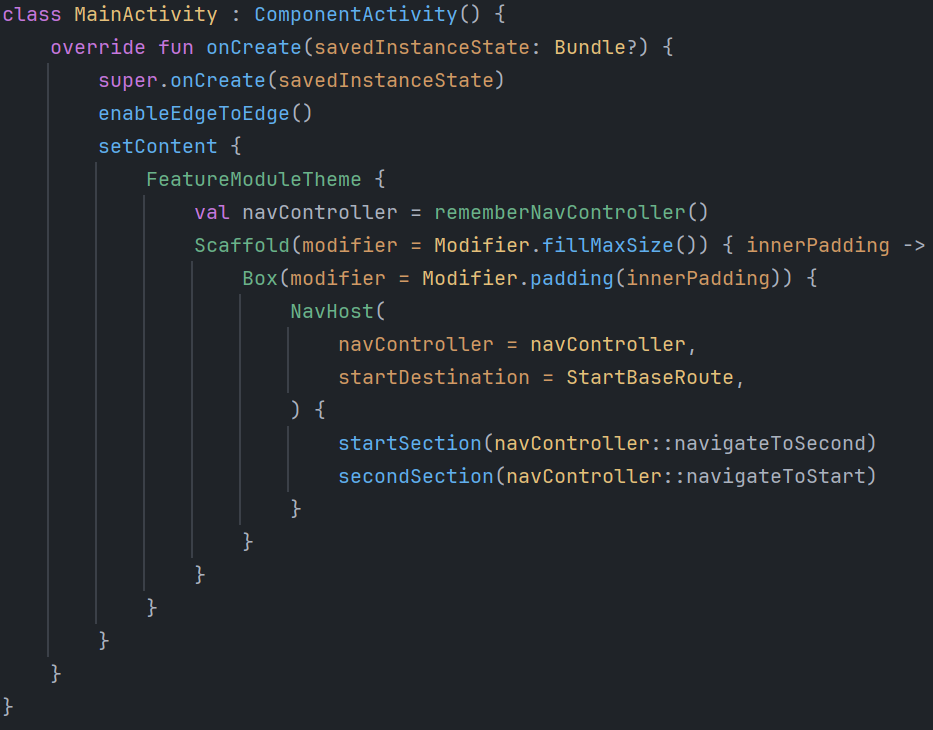 class MainActivity : ComponentActivity() {
    override fun onCreate(savedInstanceState: Bundle?) {
        super.onCreate(savedInstanceState)
        enableEdgeToEdge()
        setContent {
            FeatureModuleTheme {
                val navController = rememberNavController()
                Scaffold(modifier = Modifier.fillMaxSize()) { innerPadding ->
                    Box(modifier = Modifier.padding(innerPadding)) {
                        NavHost(
                            navController = navController,
                            startDestination = StartBaseRoute,
                        ) {
                            startSection(navController::navigateToSecond)
                            secondSection(navController::navigateToStart)
                        }
                    }
                }
            }
        }
    }
}